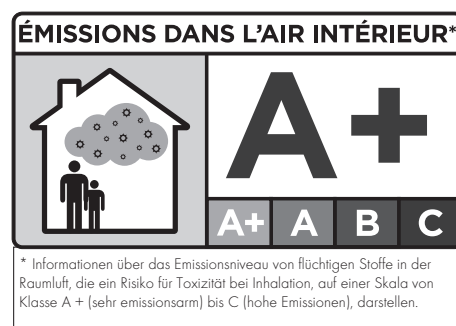 ÉMISSIONS DANS L'AIR INTÉRIEUR*
A+
A+ A B C
* Informationen über das Emissionsniveau von flüchtigen Stoffe in der
Raumluft, die ein Risiko für Toxizität bei Inhalation, auf einer Skala von
Klasse A + (sehr emissionsarm) bis C (hohe Emissionen), darstellen.